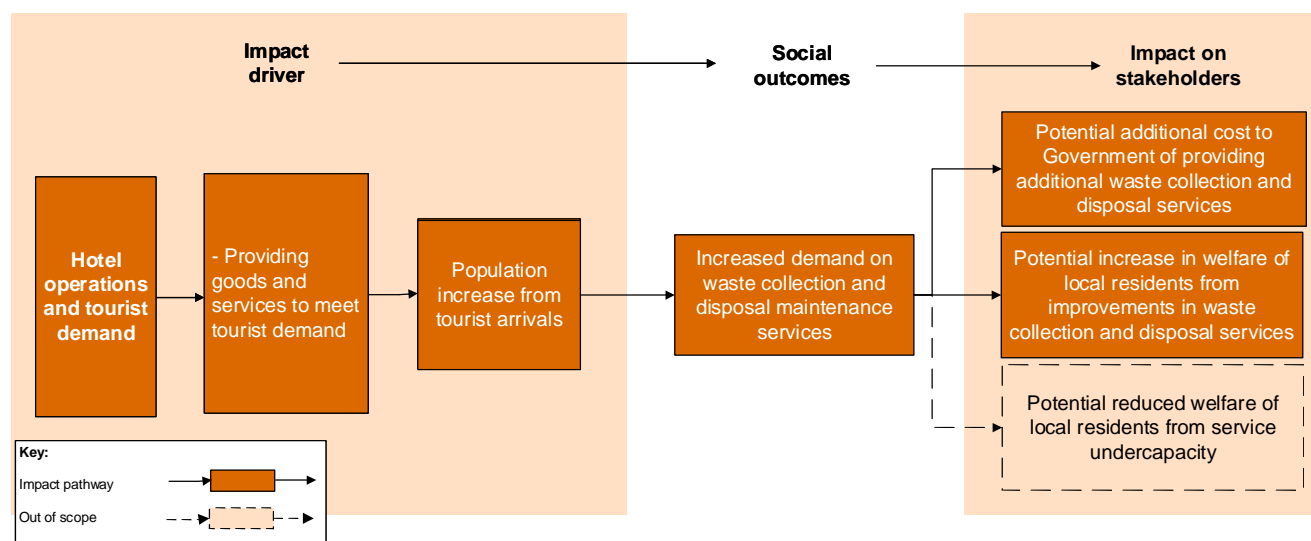 Impact
driver
Social
outcomes
Impact on
stakeholders
Hotel
operations
and tourist
demand
- Providing
goods and
services to meet
tourist demand
Population
increase from
tourist arrivals
Increased demand on
waste collection and
disposal maintenance
services
Potential additional cost to
Government of providing
additional waste collection and
disposal services
Potential increase in welfare of
local residents from
improvements in waste
collection and disposal services
Potential reduced welfare of
local residents from service
undercapacity
Key:
Impact pathway
Out of scope